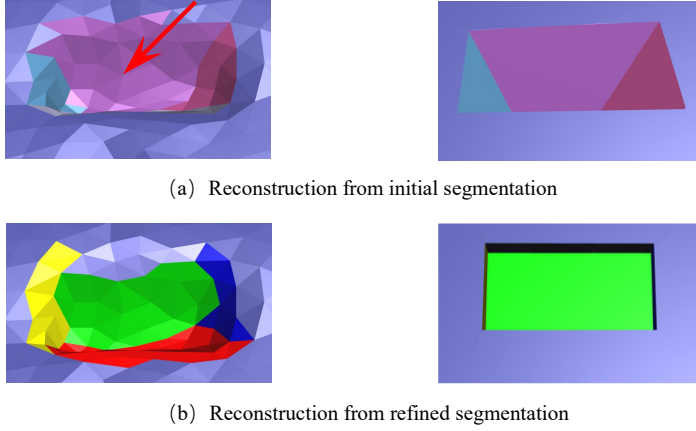 (a) Reconstruction from initial segmentation
(b) Reconstruction from refined segmentation